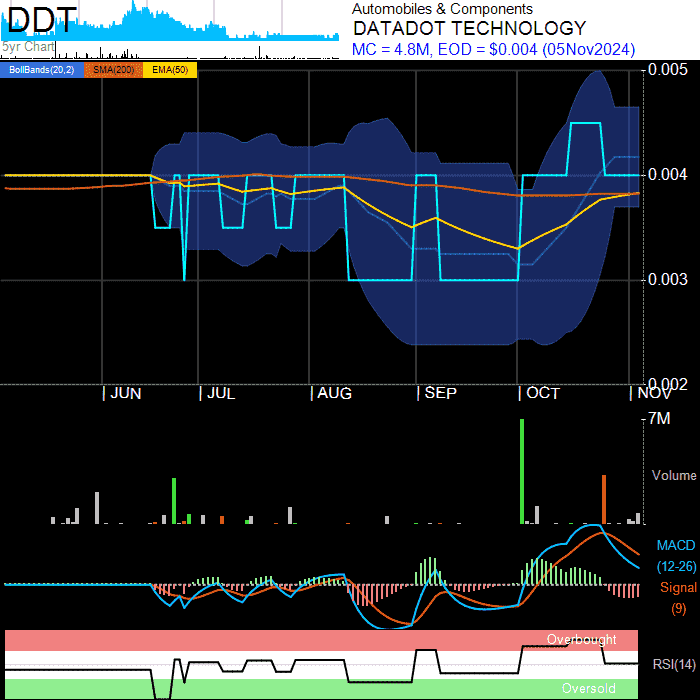 DDT
5yr Chart
Automobiles & Components
DATADOT TECHNOLOGY
MC = 4.8M, EOD = $0.004 (05Nov2024)
BollBands(20,2) SMA(200) EMA(50)
0.005
0.004
0.003
0.002
JUN JUL AUG SEP OCT NOV
7M
Volume
MACD
(12-26)
Signal
(9)
Overbought
RSI(14)
Oversold